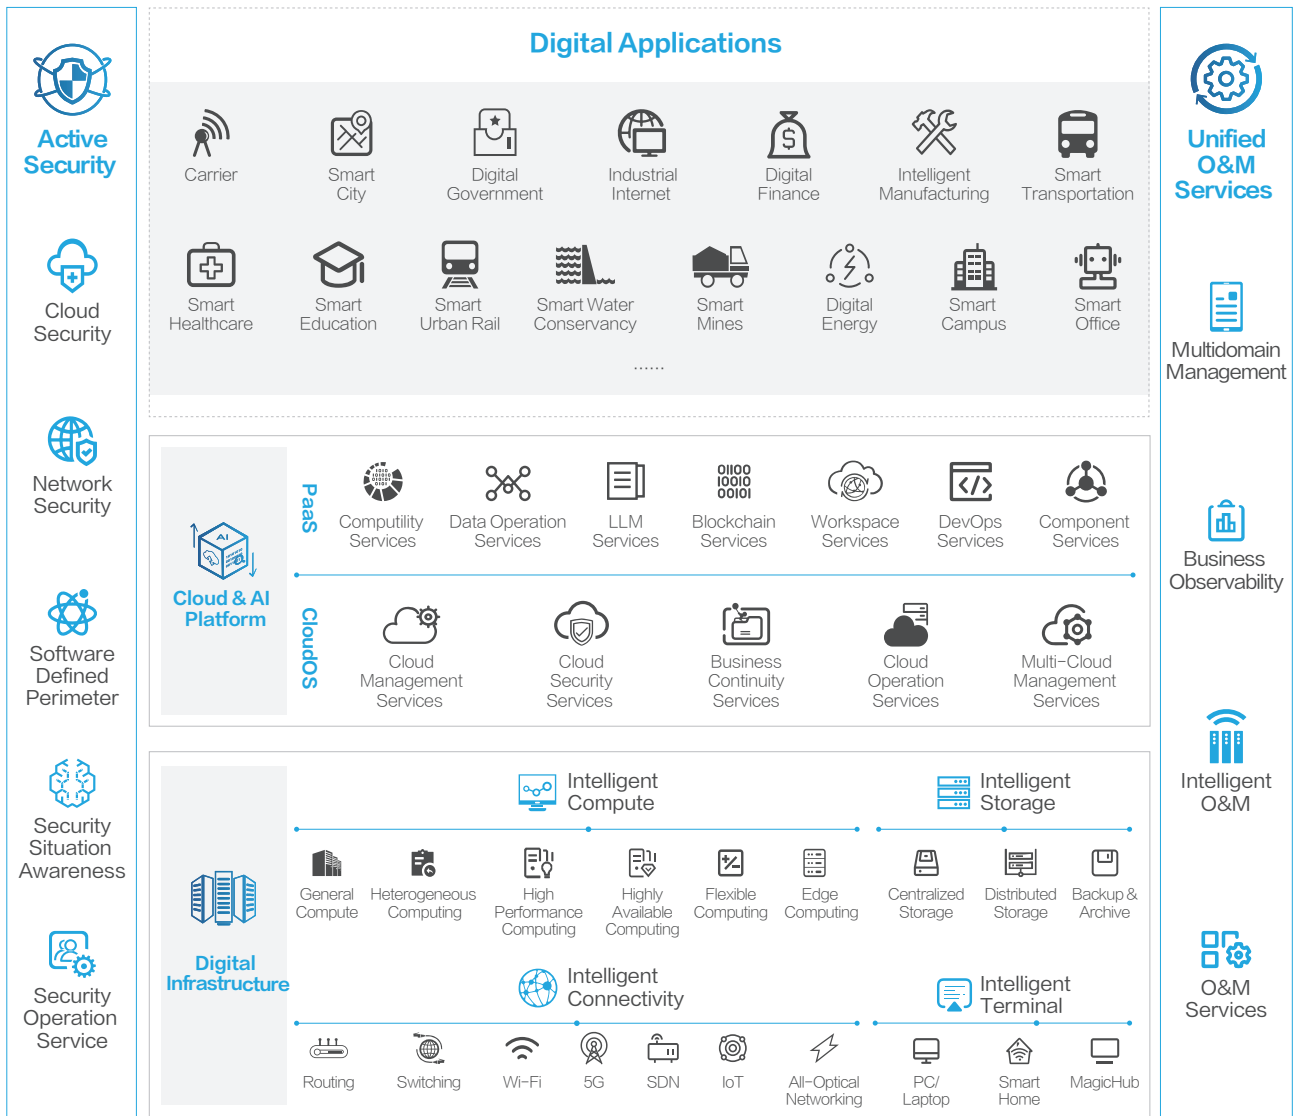 Active
Security
Cloud
Security
Network
Security
Software
Defined
Perimeter
Security
Situation
Awareness
Security
Operation
Service
Digital Applications
Carrier
Smart
City
Digital
Government
Industrial
Internet
Digital
Finance
Intelligent
Manufacturing
Smart
Transportation
Smart
Healthcare
Smart
Education
Smart
Urban Rail
Smart Water
Conservancy
Smart
Mines
Digital
Energy
Smart
Campus
Smart
Office
......
AI
Cloud & AI
Platform
PaaS
Computility
Services
Data Operation
Services
LLM
Services
01100
10010
00101
Blockchain
Services
Workspace
Services
DevOps
Services
Component
Services
CloudOS
Cloud
Management
Services
Cloud
Security
Services
Business
Continuity
Services
Cloud
Operation
Services
Multi-Cloud
Management
Services
Digital
Infrastructure
Intelligent
Compute
General
Compute
Heterogeneous
Computing
High
Performance
Computing
Highly
Available
Computing
Flexible
Computing
Edge
Computing
Intelligent
Storage
Centralized
Storage
Distributed
Storage
Backup &
Archive
Intelligent
Connectivity
Routing
Switching
Wi-Fi
5G
SDN
IoT
All-Optical
Networking
Intelligent
Terminal
PC/
Laptop
Smart
Home
MagicHub
Unified
O&M
Services
Multidomain
Management
Business
Observability
Intelligent
O&M
O&M
Services